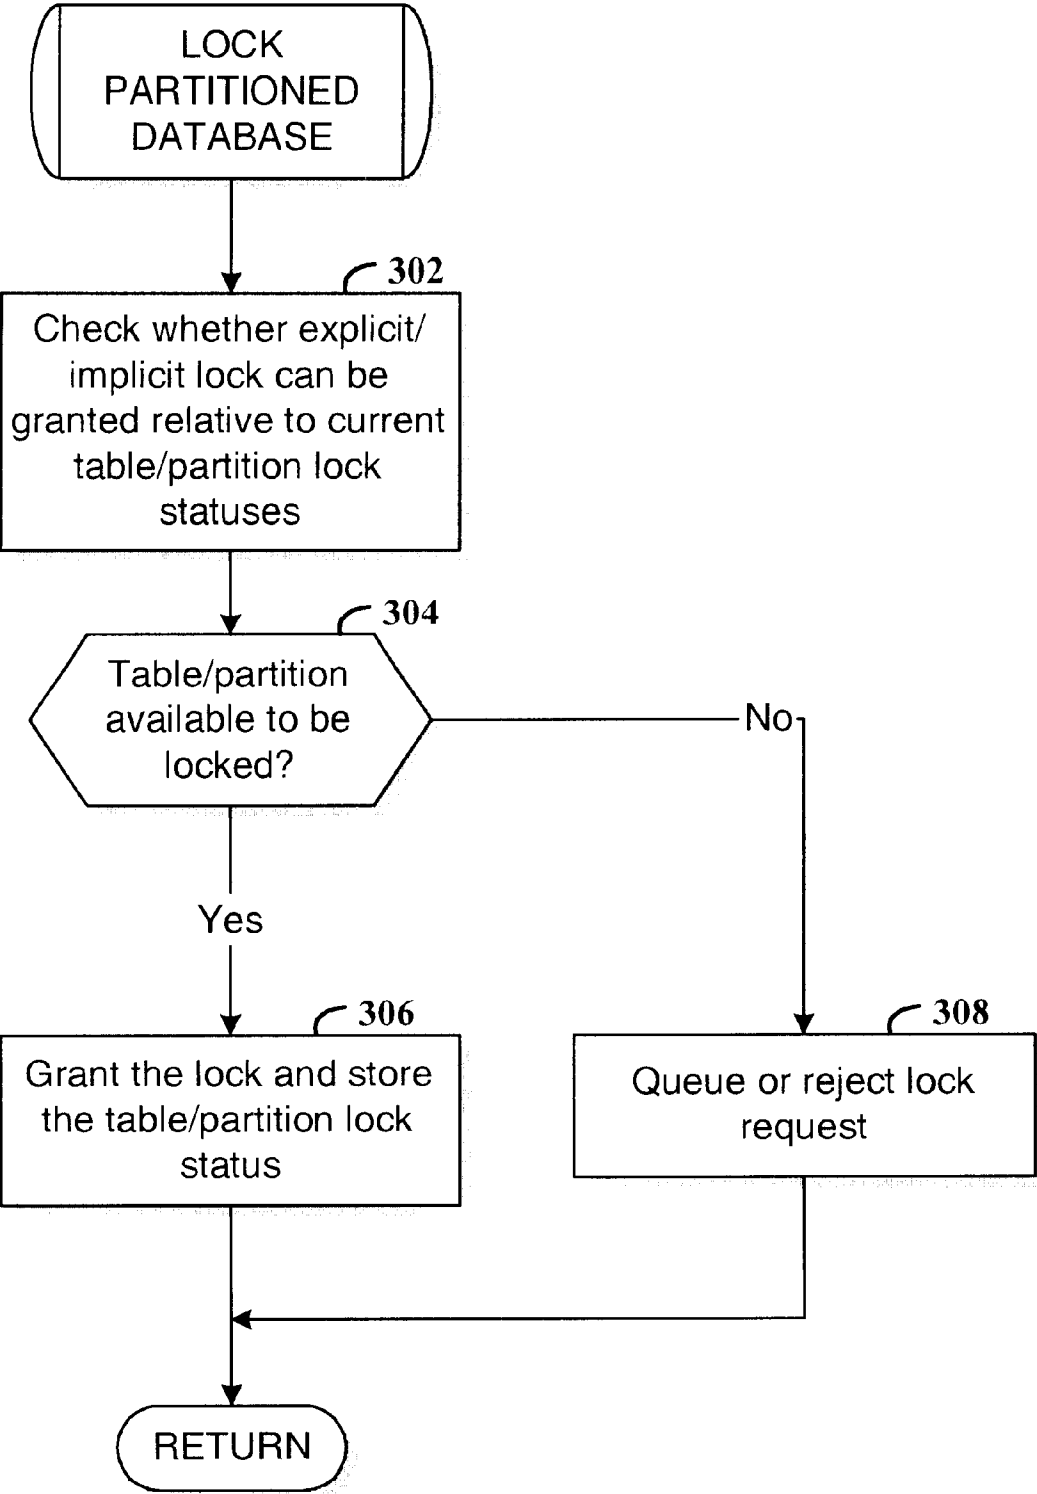 LOCK
PARTITIONED
DATABASE
302
Check whether explicit/
implicit lock can be
granted relative to current
table/partition lock
statuses
304
Table/partition
available to be
locked?
No
Yes
306
Grant the lock and store
the table/partition lock
status
308
Queue or reject lock
request
RETURN